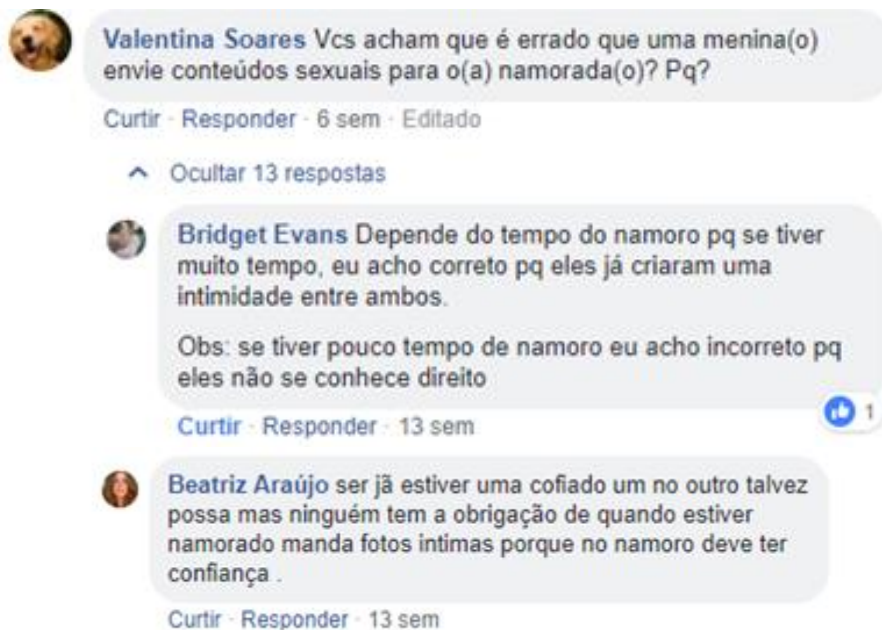 Valentina Soares Vcs acham que é errado que uma menina(o)
envie conteúdos sexuais para o(a) namorada(o)? Pq?
Curtir · Responder · 6 sem · Editado
Ocultar 13 respostas
Bridget Evans Depende do tempo do namoro pq se tiver
muito tempo, eu acho correto pq eles já criaram uma
intimidade entre ambos.
Obs: se tiver pouco tempo de namoro eu acho incorreto pq
eles não se conhece direito
1
Curtir · Responder · 13 sem
Beatriz Araújo ser jã estiver uma cofiado um no outro talvez
possa mas ninguém tem a obrigação de quando estiver
namorado manda fotos intimas porque no namoro deve ter
confiança .
Curtir · Responder · 13 sem